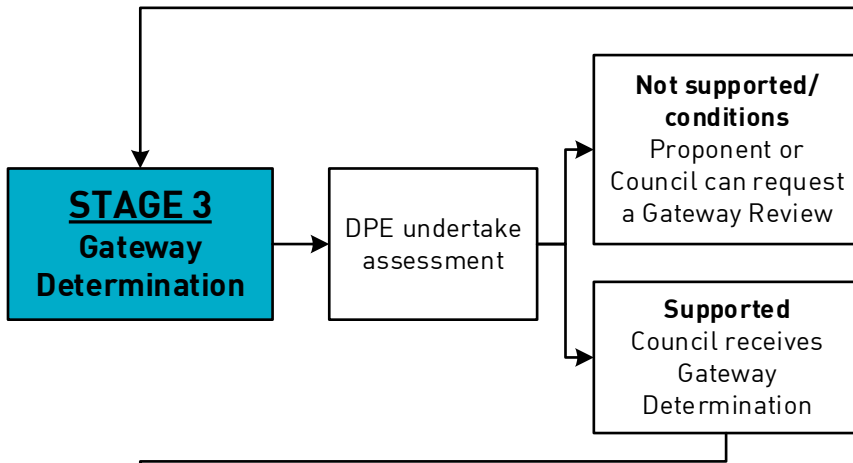 STAGE 3
Gateway
Determination
DPE undertake
assessment
Not supported/
conditions
Proponent or
Council can request
a Gateway Review
Supported
Council receives
Gateway
Determination